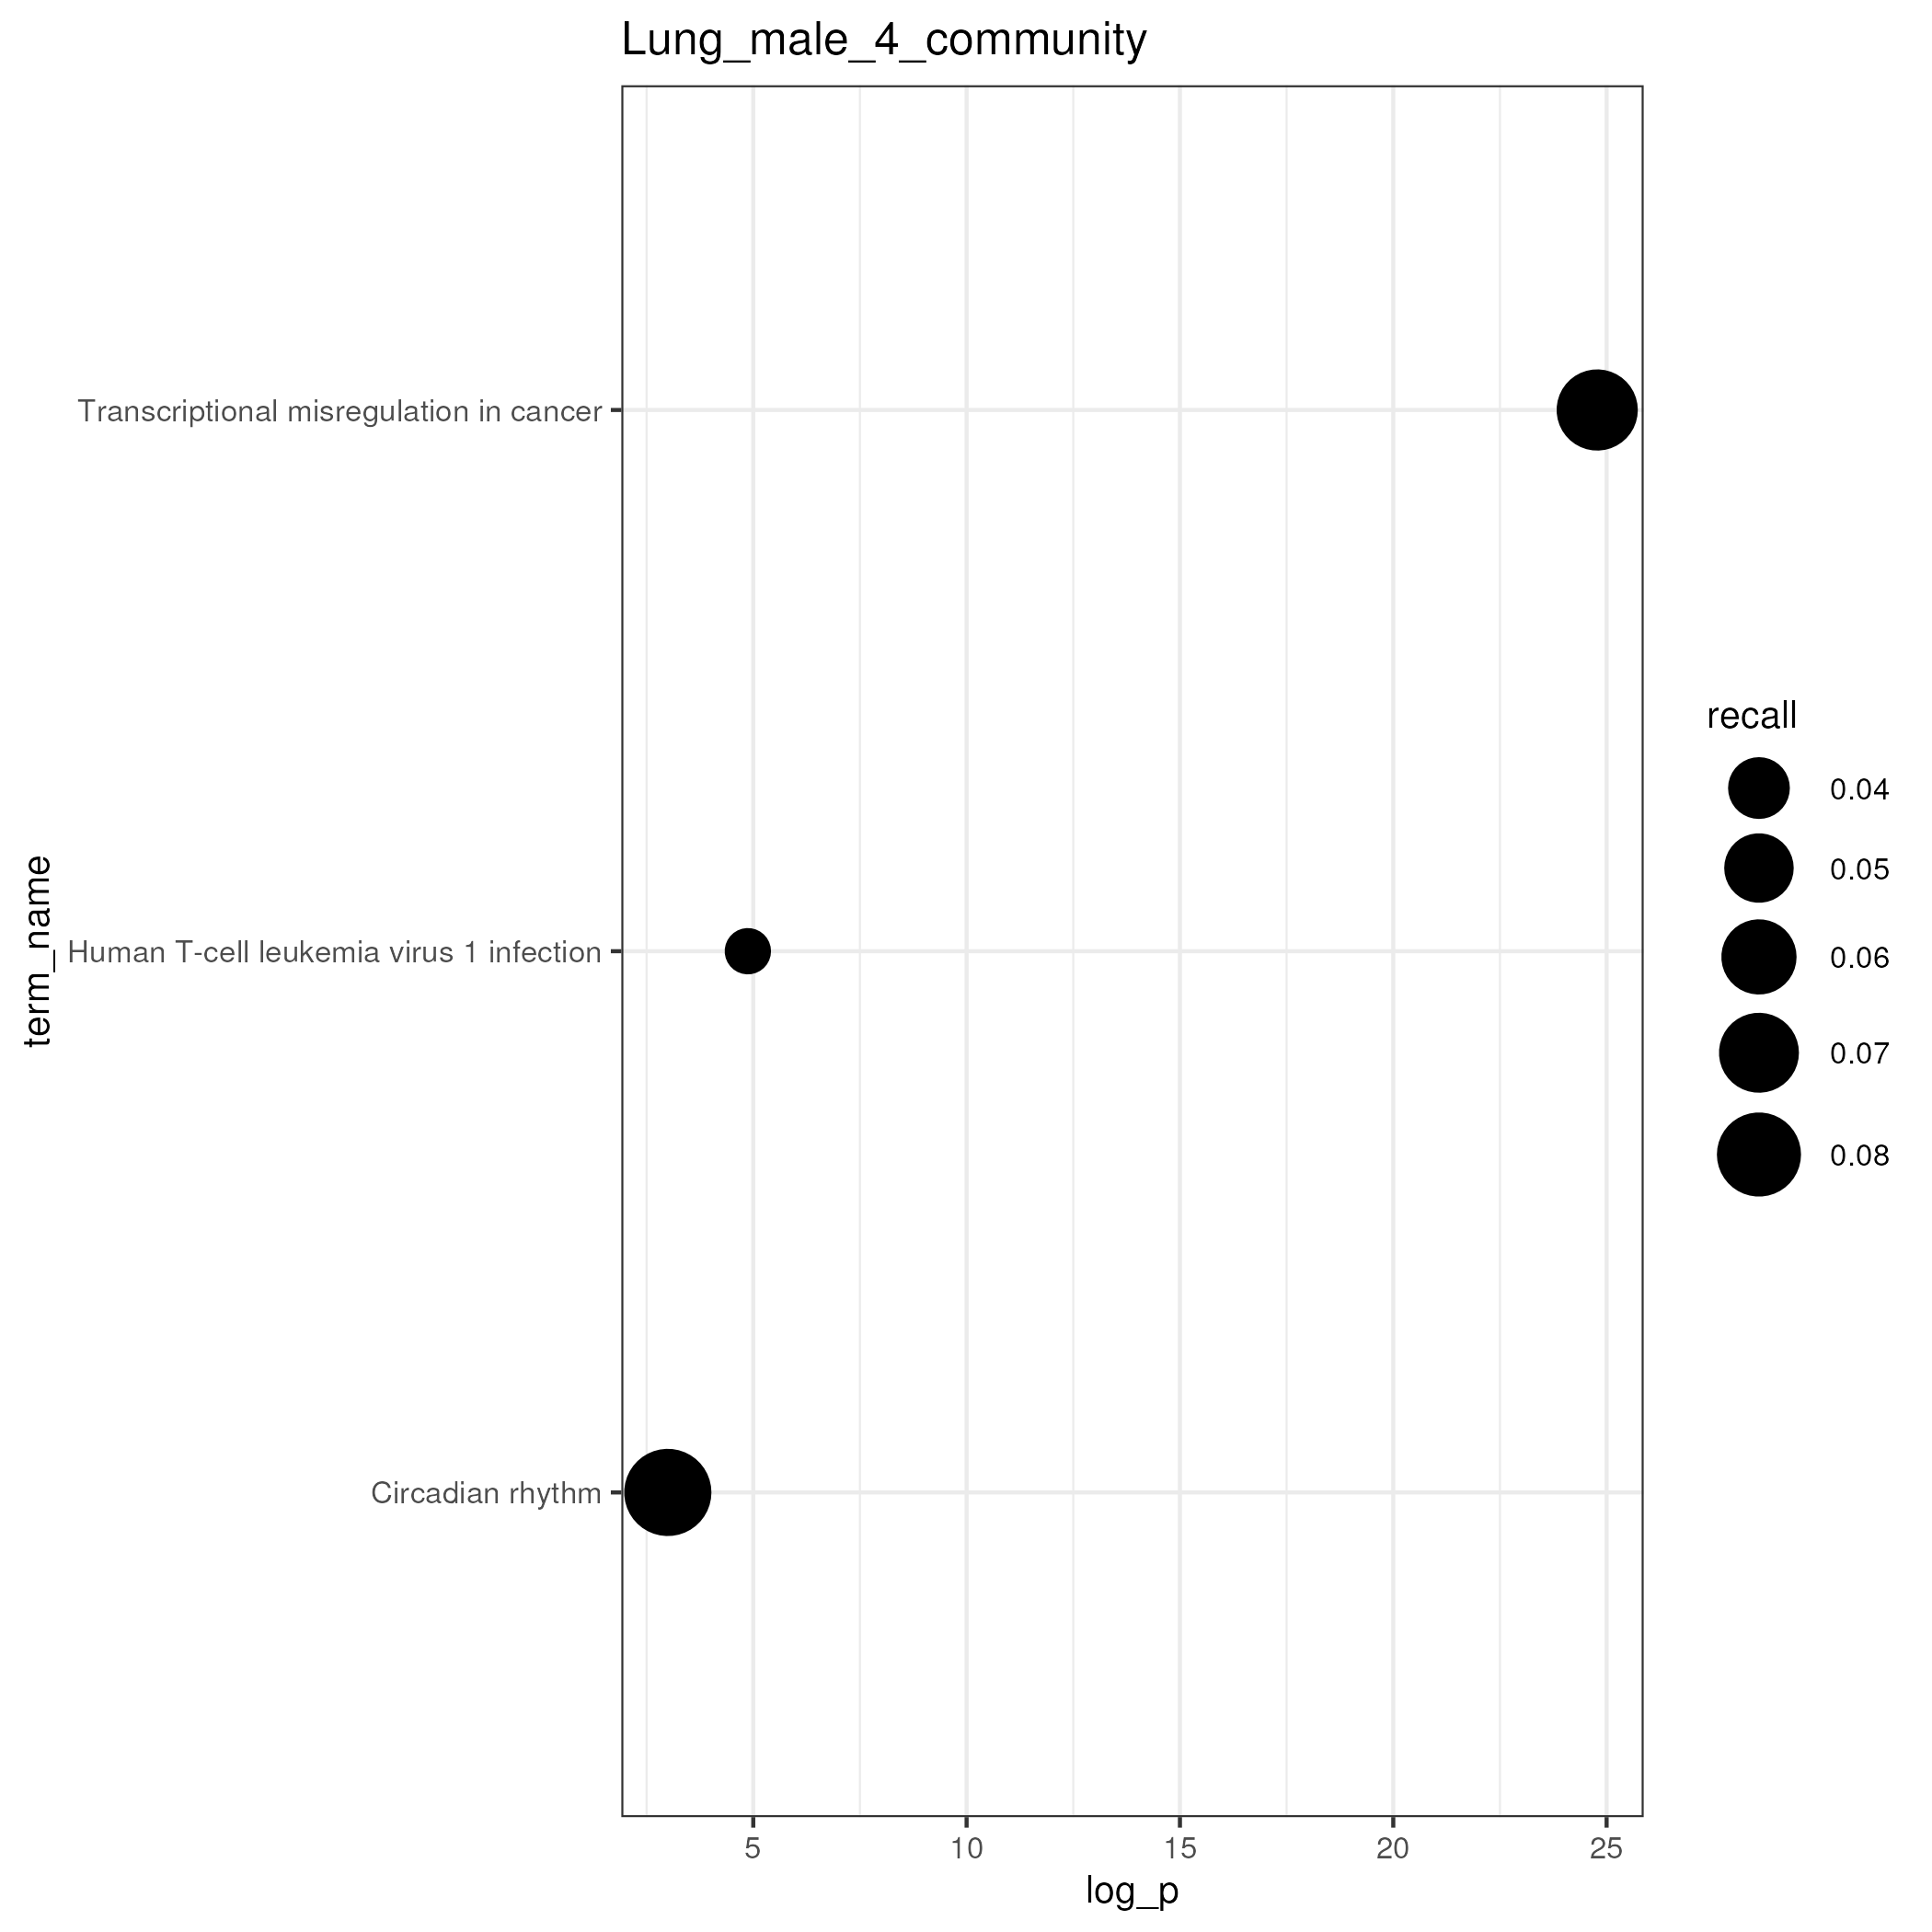 Lung_male_4_community
term_name
Transcriptional misregulation in cancer
Human T-cell leukemia virus 1 infection
Circadian rhythm
5 10 15 20 25
log_p
recall
0.04
0.05
0.06
0.07
0.08